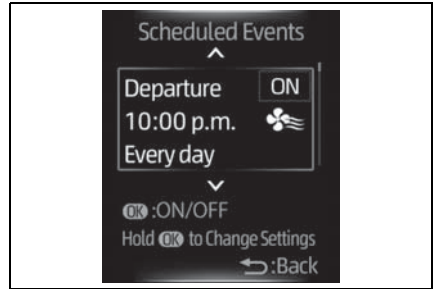 Scheduled Events
Departure ON
10:00 p.m.
Every day
OK :ON/OFF
Hold OK to Change Settings
:Back